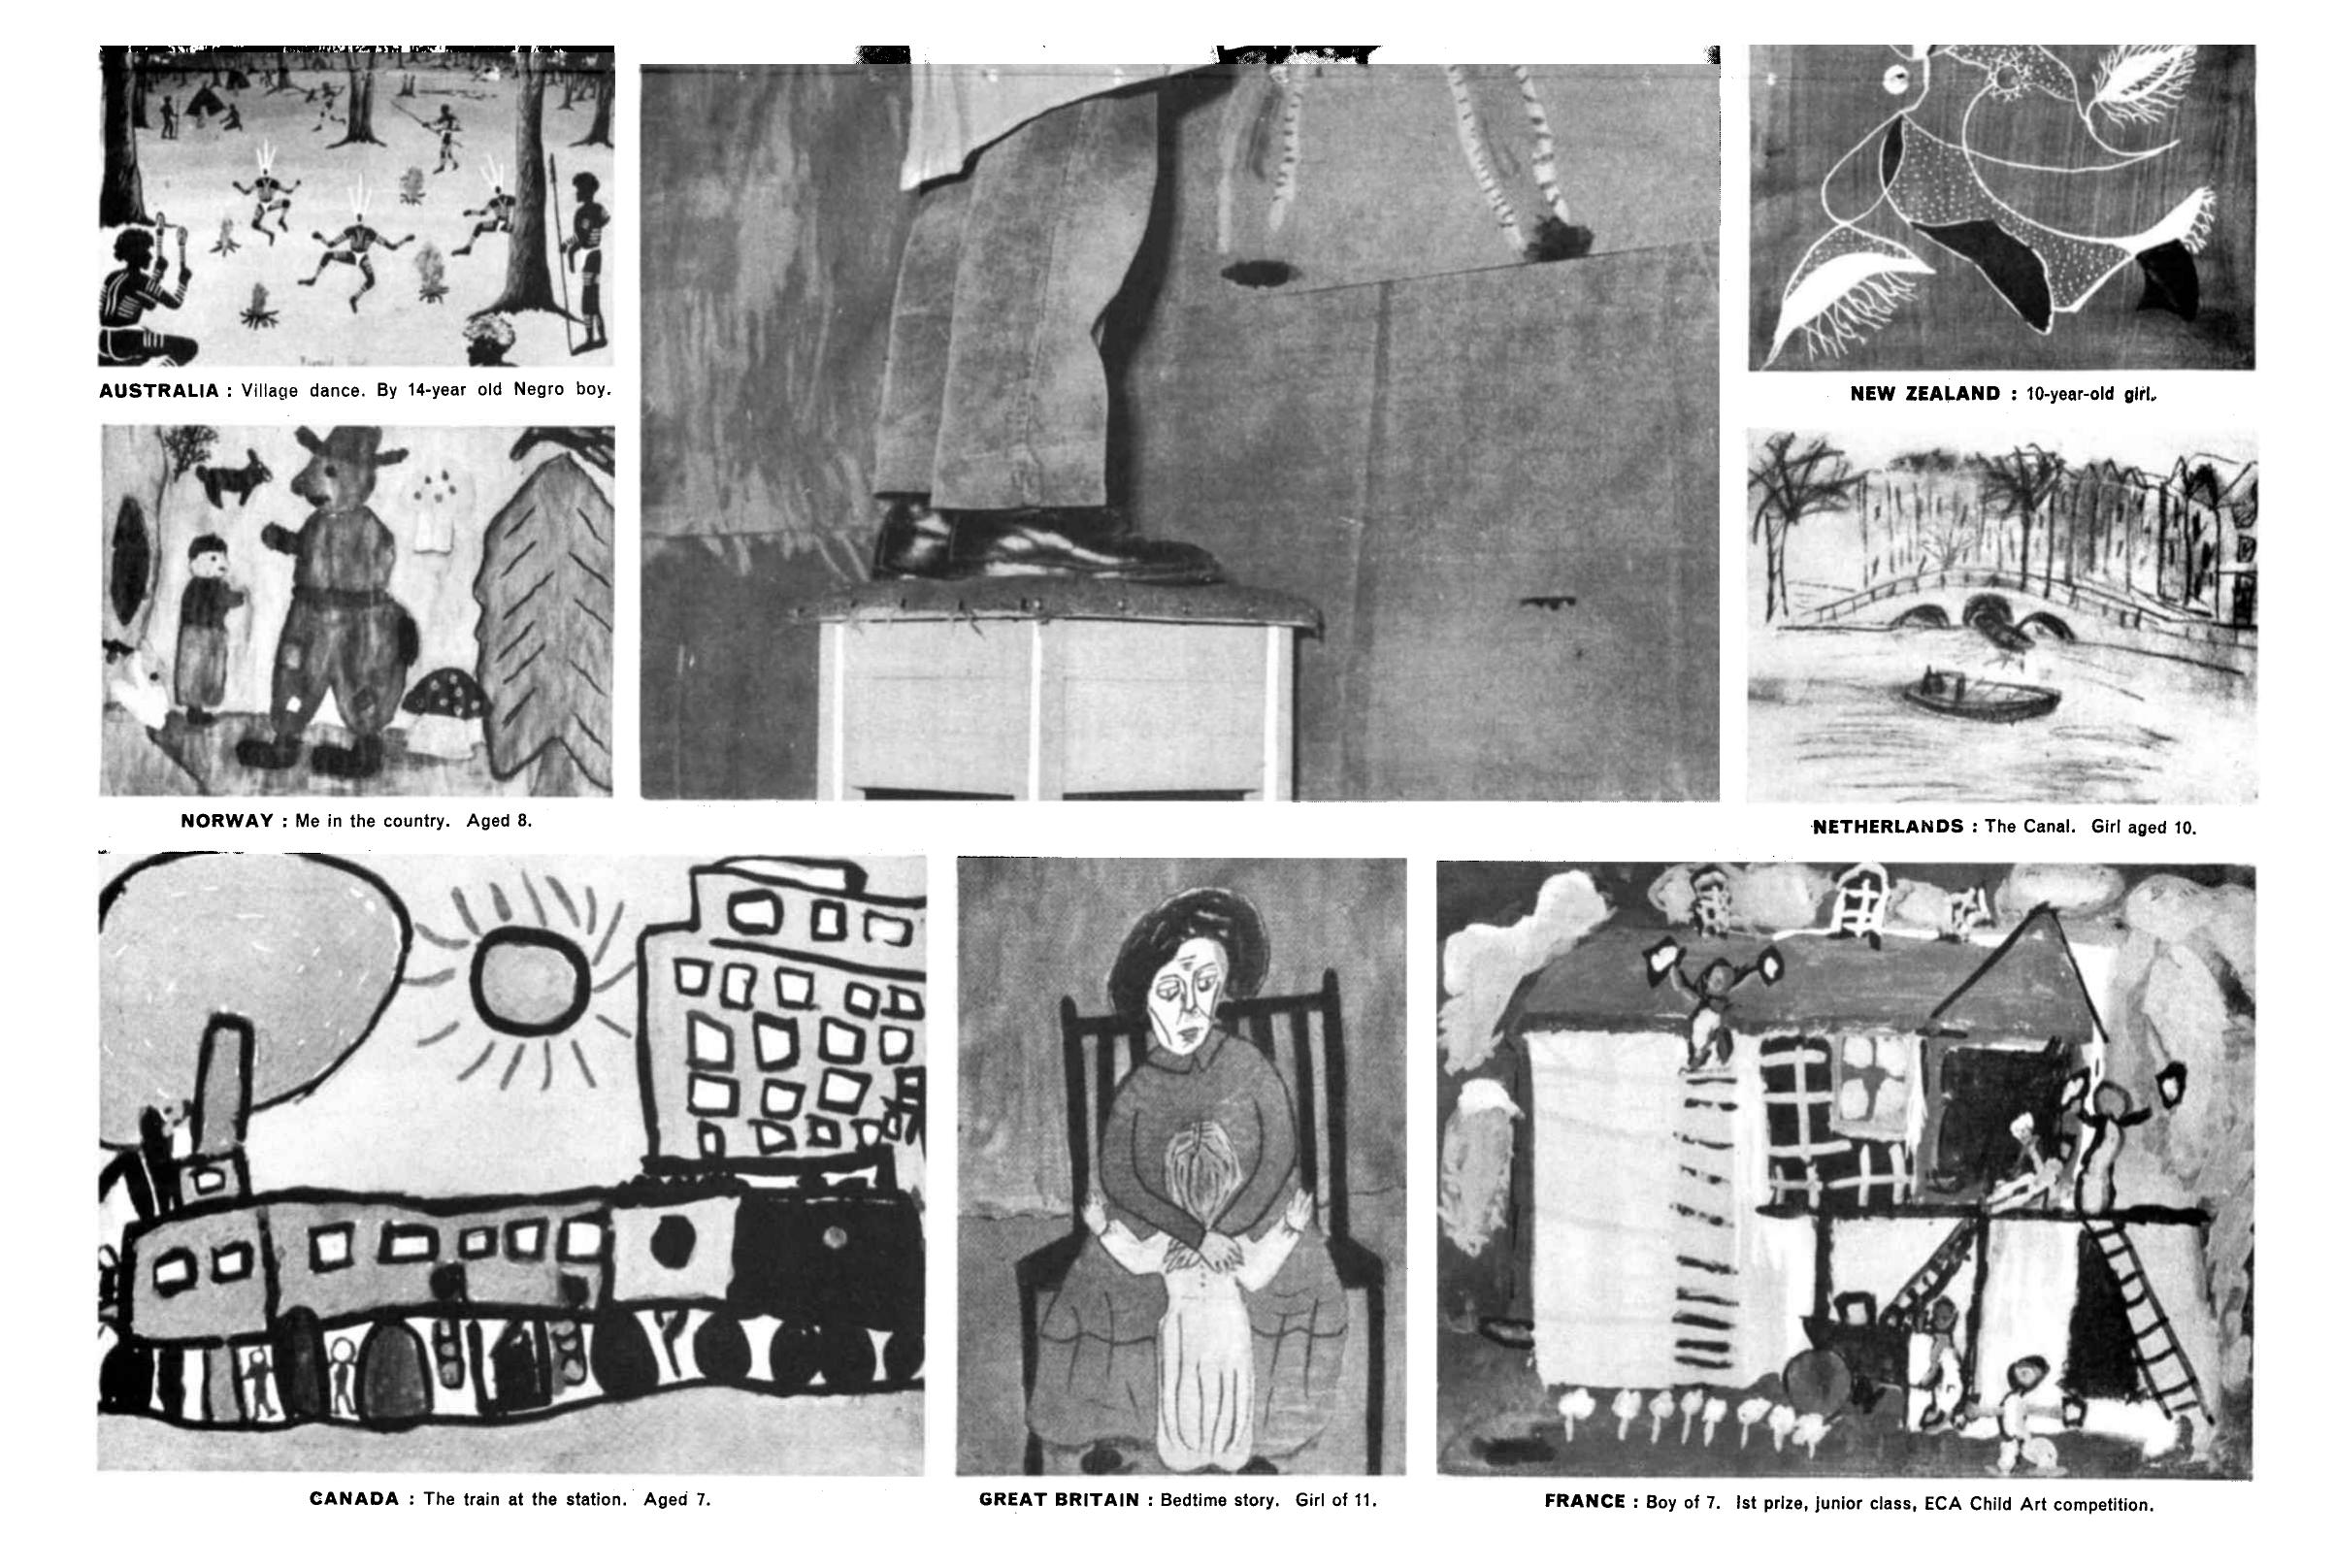 AUSTRALIA : Village dance. By 14-year old Negro boy.
NEW ZEALAND : 10-year-old girl.
NORWAY : Me in the country. Aged 8.
NETHERLANDS : The Canal. Girl aged 10.
CANADA : The train at the station. Aged 7.
GREAT BRITAIN : Bedtime story. Girl of 11.
FRANCE : Boy of 7. 1st prize, junior class, ECA Child Art competition.